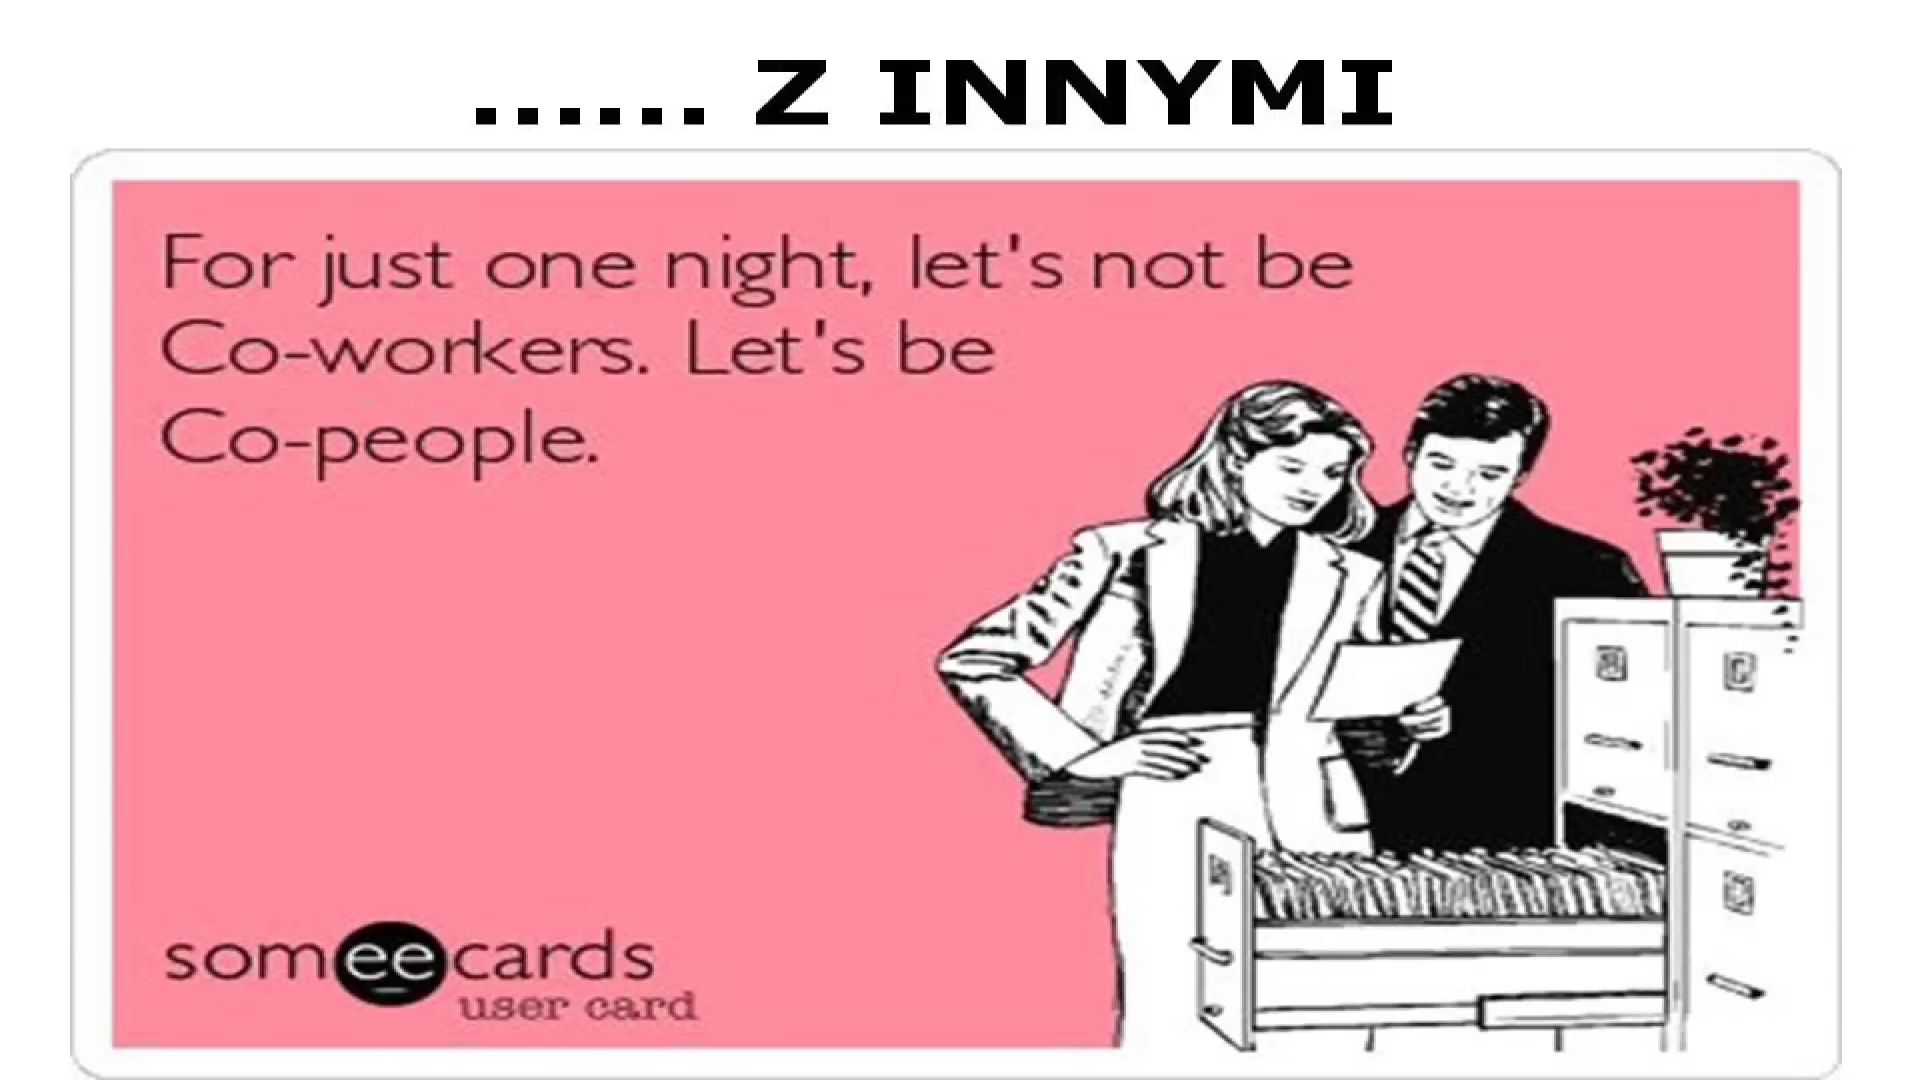 ...... Z INNYMI
For just one night, let's not be
Co-workers. Let's be
Co-people.
someecards
user card